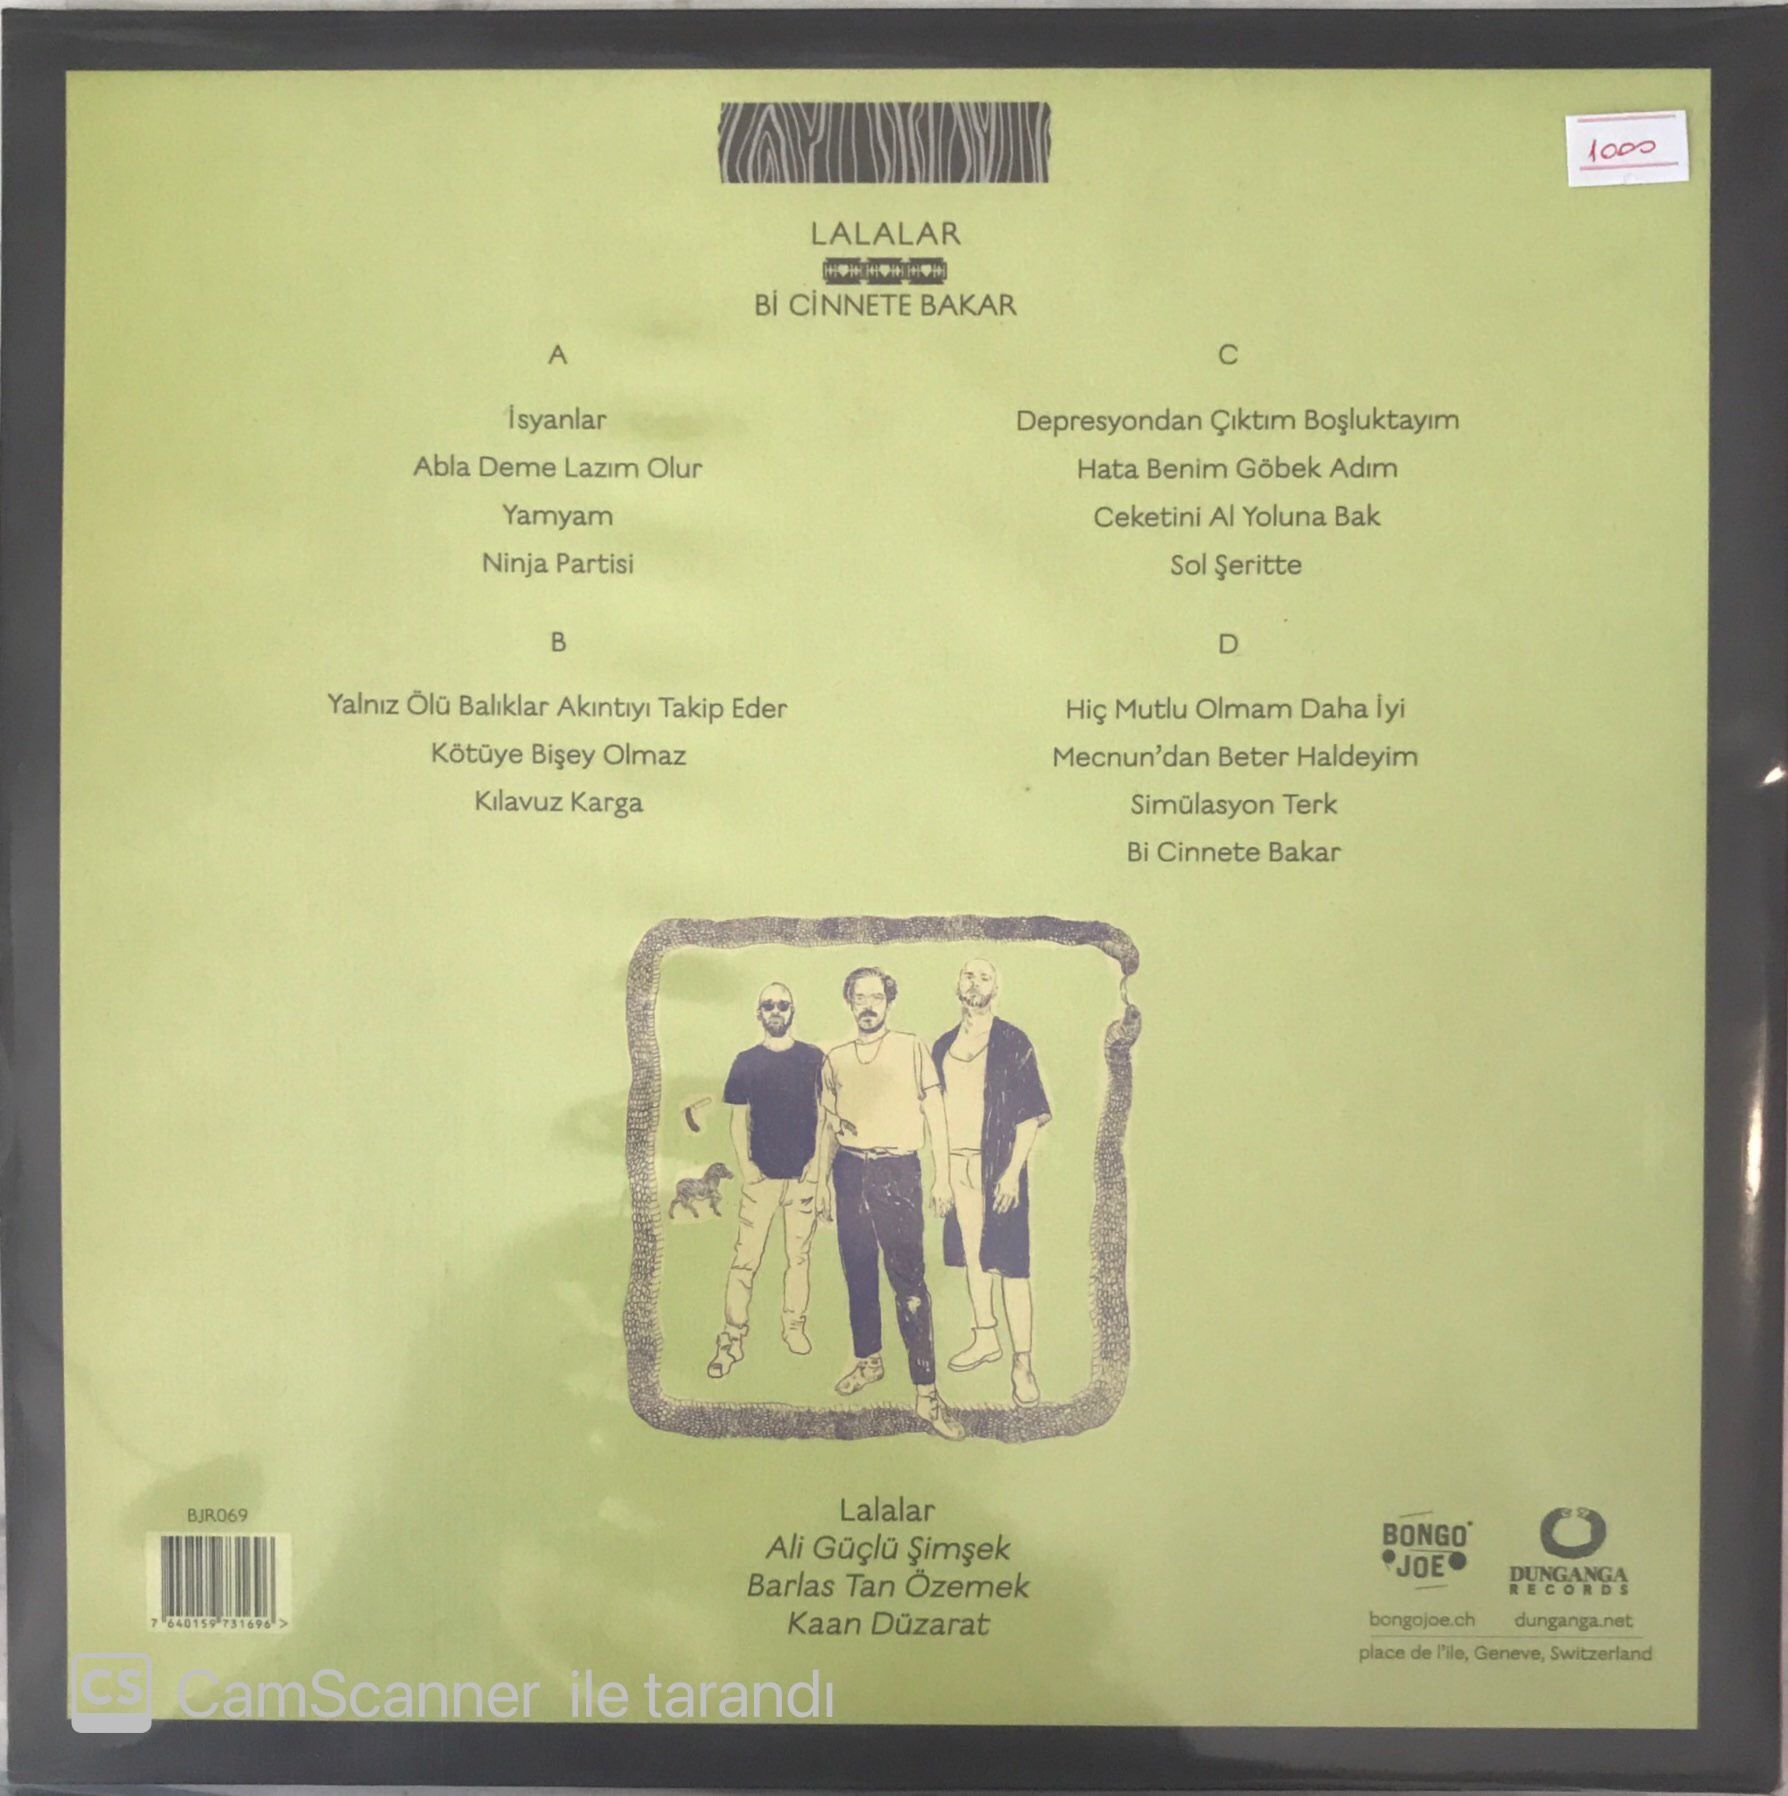 1000
LALALAR
Bİ CİNNETE BAKAR
A
İsyanlar
Abla Deme Lazım Olur
Yamyam
Ninja Partisi
B
Yalnız Ölü Balıklar Akıntıyı Takip Eder
Kötüye Bişey Olmaz
Kılavuz Karga
C
Depresyondan Çıktım Boşluktayım
Hata Benim Göbek Adım
Ceketini Al Yoluna Bak
Sol Şeritte
D
Hiç Mutlu Olmam Daha İyi
Mecnun’dan Beter Haldeyim
Simülasyon Terk
Bi Cinnete Bakar
Lalalar
Ali Güçlü Şimşek
Barlas Tan Özemek
Kaan Düzarat
BJR069
7 640159 731696 >
BONGO
JOE
DUNGANGA
RECORDS
bongojoe.ch dunganga.net
place de l'ile, Geneve, Switzerland
CS CamScanner ile tarandı